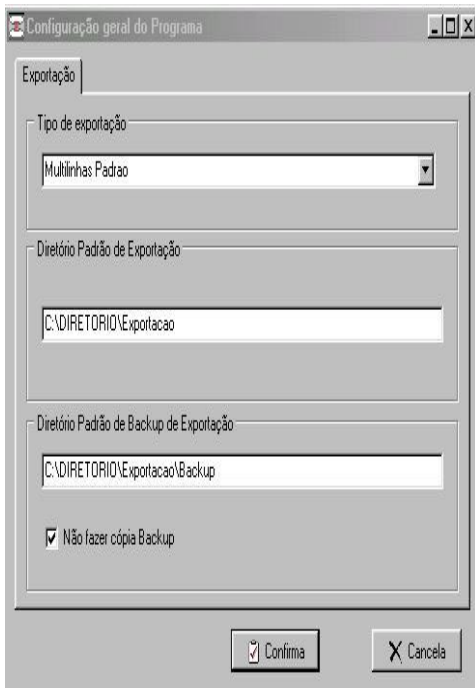 Configuração geral do Programa
Exportação
Tipo de exportação
Multilinhas Padrao
Diretório Padrão de Exportação
C:\DIRETORIO\Exportacao
Diretório Padrão de Backup de Exportação
C:\DIRETORIO\Exportacao\Backup
Não fazer cópia Backup
Confirma
Cancela